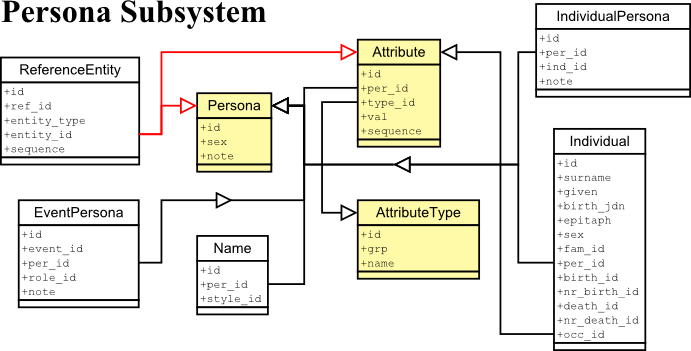 Persona Subsystem
ReferenceEntity
+id
+ref_id
+entity_type
+entity_id
+sequence
Persona
+id
+sex
+note
Attribute
+id
+per_id
+type_id
+val
+sequence
IndividualPersona
+id
+per_id
+ind_id
+note
EventPersona
+id
+event_id
+per_id
+role_id
+note
Name
+id
+per_id
+style_id
AttributeType
+id
+grp
+name
Individual
+id
+surname
+given
+birth_jdn
+epitaph
+sex
+fam_id
+per_id
+birth_id
+nr_birth_id
+death_id
+nr_death_id
+occ_id